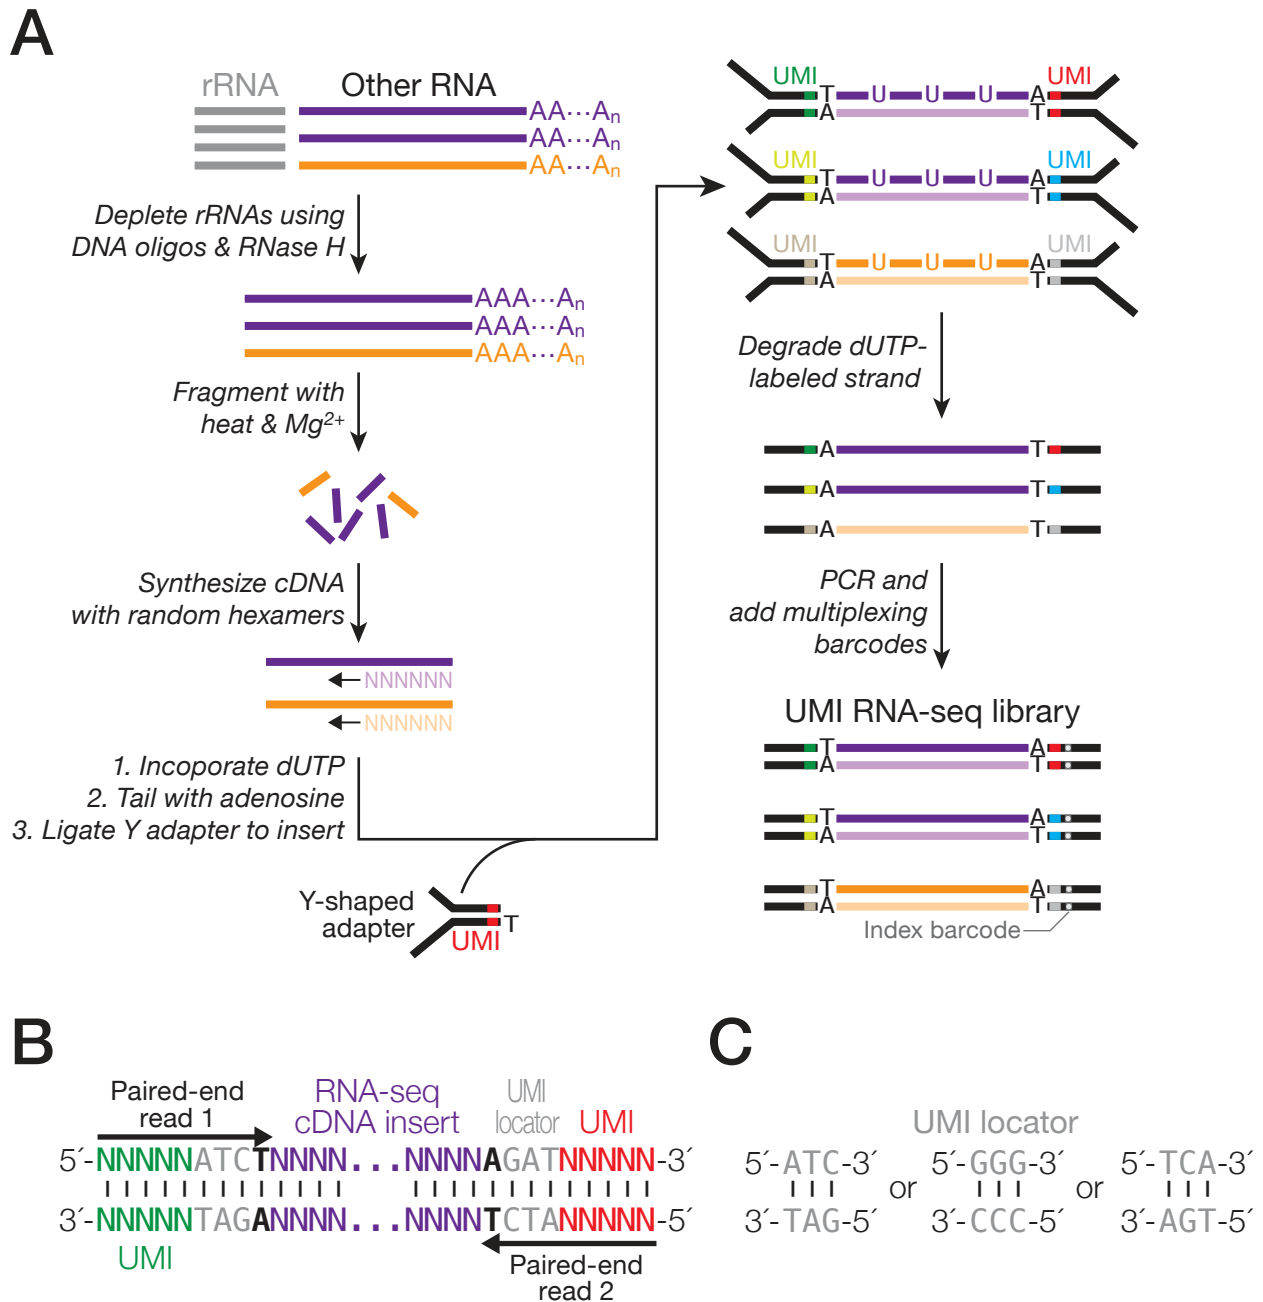 A
rRNA
Other RNA
AA···An
AA···An
AA···An
Deplete rRNAs using
DNA oligos & RNase H
AAA···An
AAA···An
AAA···An
Fragment with
heat & Mg2+
Synthesize cDNA
with random hexamers
NNNNNN
NNNNNN
1. Incoporate dUTP
2. Tail with adenosine
3. Ligate Y adapter to insert
Y-shaped
adapter
T
UMI
UMI UMI
T U U U A
A T
UMI UMI
T U U U A
A T
UMI UMI
T U U U A
A T
Degrade dUTP-
labeled strand
A T
A T
A T
PCR and
add multiplexing
barcodes
UMI RNA-seq library
T A
A T
T A
A T
T A
A T
Index barcode
B
Paired-end
read 1
RNA-seq
cDNA insert
UMI
locator
UMI
5´-NNNNNATCTNNNN...NNNNAGATNNNNN-3´
3´-NNNNNTAGANNNN...NNNNTCTANNNNN-5´
UMI
Paired-end
read 2
C
UMI locator
5´-ATC-3´ 5´-GGG-3´ 5´-TCA-3´
or or
3´-TAG-5´ 3´-CCC-5´ 3´-AGT-5´